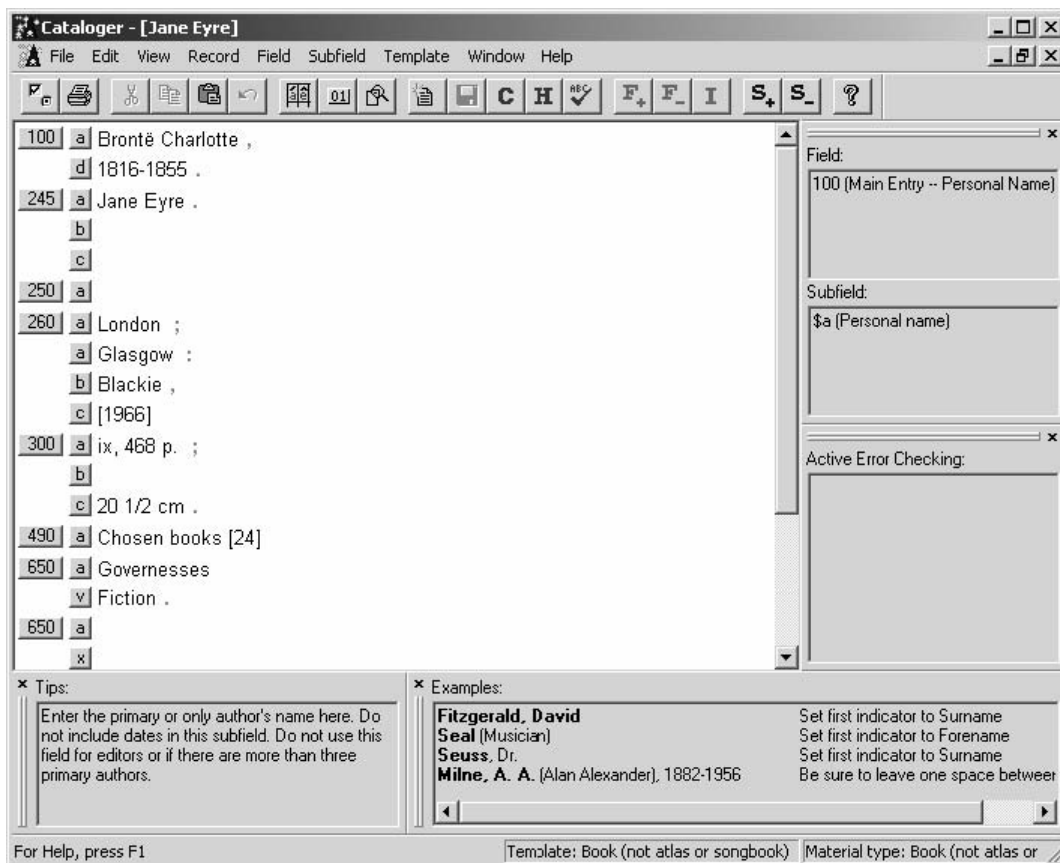 Cataloger - [Jane Eyre]
File Edit View Record Field Subfield Template Window Help
01 C H ABC F+ F- I S+ S- ?
100 a Brontë Charlotte ,
d 1816-1855 .
245 a Jane Eyre .
b
c
250 a
260 a London ;
a Glasgow :
b Blackie ,
c [1966]
300 a ix, 468 p. ;
b
c 20 1/2 cm .
490 a Chosen books [24]
650 a Governesses
v Fiction .
650 a
x
Field:
100 (Main Entry -- Personal Name)
Subfield:
$a (Personal name)
Active Error Checking:
Tips:
Enter the primary or only author's name here. Do
not include dates in this subfield. Do not use this
field for editors or if there are more than three
primary authors.
Examples:
Fitzgerald, David Set first indicator to Surname
Seal (Musician) Set first indicator to Forename
Seuss, Dr. Set first indicator to Surname
Milne, A. A. (Alan Alexander), 1882-1956 Be sure to leave one space between
For Help, press F1
Template: Book (not atlas or songbook)
Material type: Book (not atlas or